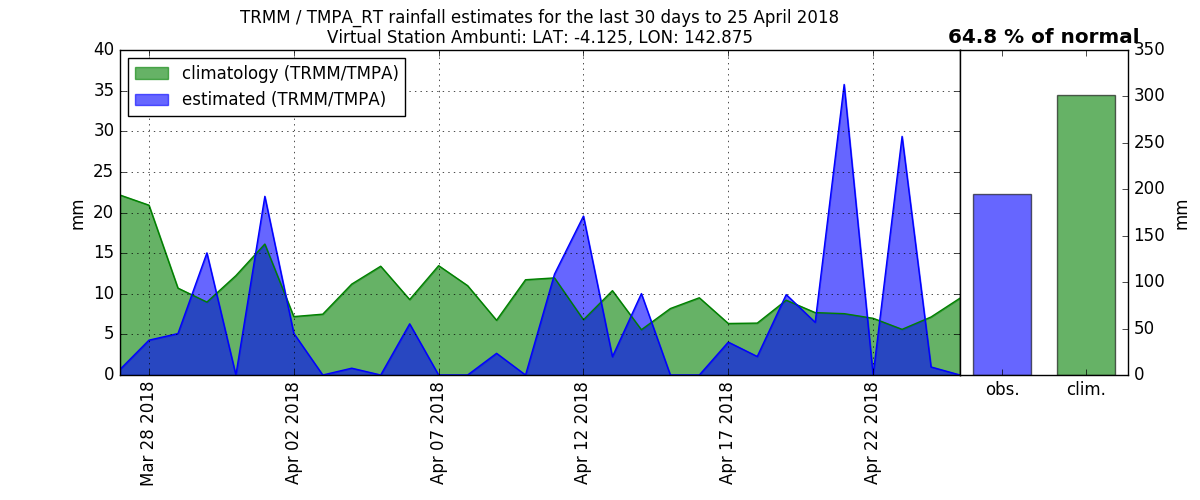 TRMM / TMPA_RT rainfall estimates for the last 30 days to 25 April 2018
Virtual Station Ambunti: LAT: -4.125, LON: 142.875
64.8 % of normal
climatology (TRMM/TMPA)
estimated (TRMM/TMPA)
40
35
30
25
20
15
10
5
0
mm
Mar 28 2018
Apr 02 2018
Apr 07 2018
Apr 12 2018
Apr 17 2018
Apr 22 2018
obs.
clim.
350
300
250
200
150
100
50
0
mm